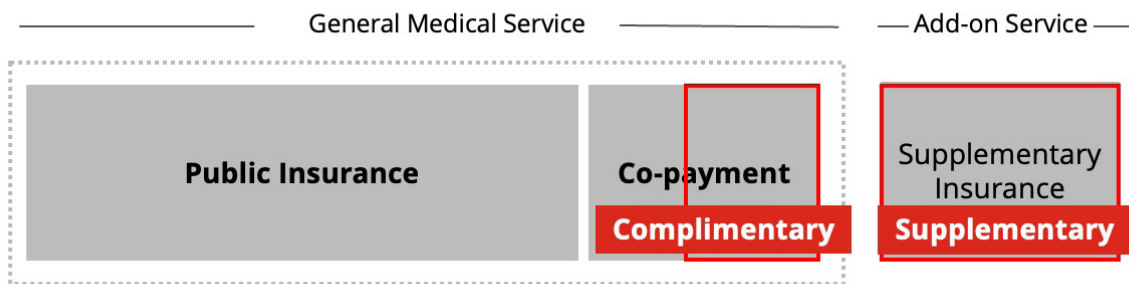 General Medical Service
Add-on Service
Public Insurance
Co-payment
Supplementary
Insurance
Complimentary
Supplementary